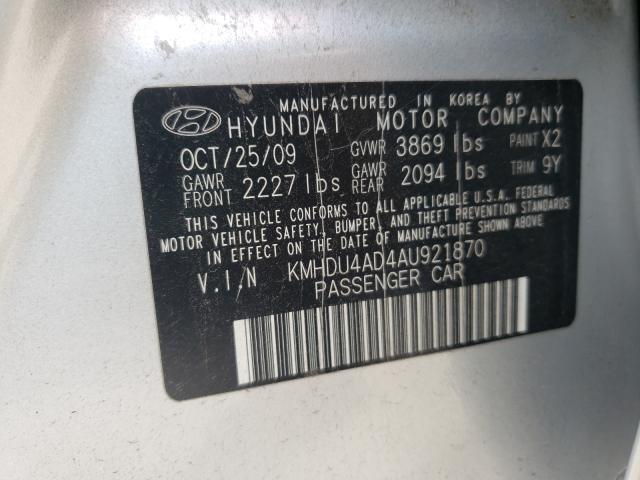 MANUFACTURED IN KOREA BY
HYUNDAI MOTOR COMPANY
OCT/25/09 GVWR 3869 lbs PAINT X2
GAWR FRONT 2227 lbs GAWR REAR 2094 lbs TRIM 9Y
THIS VEHICLE CONFORMS TO ALL APPLICABLE U.S.A. FEDERAL
MOTOR VEHICLE SAFETY, BUMPER, AND THEFT PREVENTION STANDARDS
IN EFFECT ON THE DATE OF MANUFACTURE SHOWN ABOVE.
V.I.N KMHDU4AD4AU921870
PASSENGER CAR